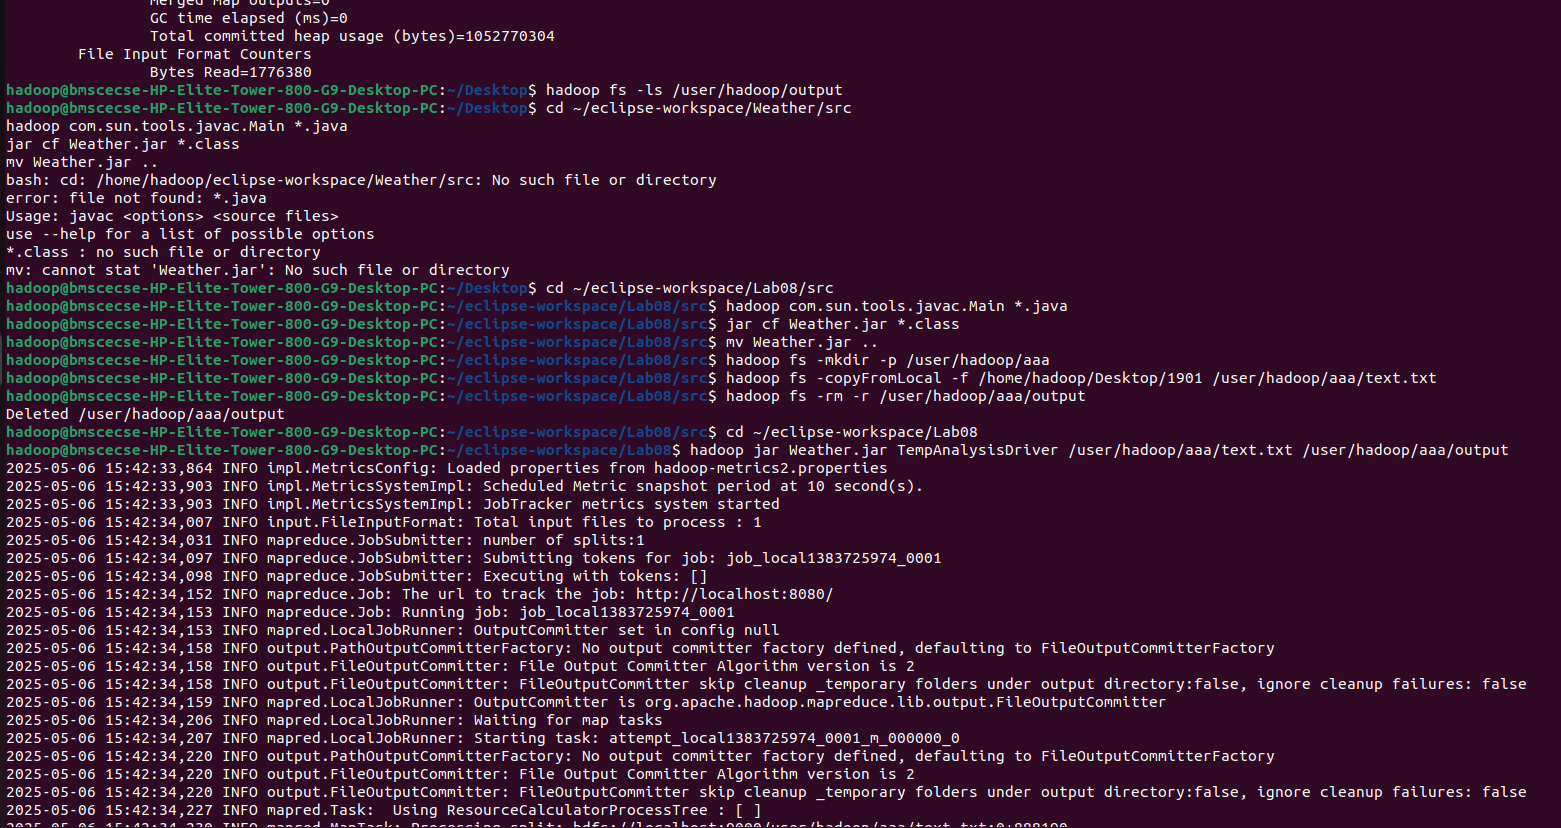 Merged Map outputs=0
GC time elapsed (ms)=0
Total committed heap usage (bytes)=1052770304
File Input Format Counters
Bytes Read=1776380
hadoop@bmscecse-HP-Elite-Tower-800-G9-Desktop-PC:~/Desktop$ hadoop fs -ls /user/hadoop/output
hadoop@bmscecse-HP-Elite-Tower-800-G9-Desktop-PC:~/Desktop$ cd ~/eclipse-workspace/Weather/src
hadoop com.sun.tools.javac.Main *.java
jar cf Weather.jar *.class
mv Weather.jar ..
bash: cd: /home/hadoop/eclipse-workspace/Weather/src: No such file or directory
error: file not found: *.java
Usage: javac <options> <source files>
use --help for a list of possible options
*.class : no such file or directory
mv: cannot stat 'Weather.jar': No such file or directory
hadoop@bmscecse-HP-Elite-Tower-800-G9-Desktop-PC:~/Desktop$ cd ~/eclipse-workspace/Lab08/src
hadoop@bmscecse-HP-Elite-Tower-800-G9-Desktop-PC:~/eclipse-workspace/Lab08/src$ hadoop com.sun.tools.javac.Main *.java
hadoop@bmscecse-HP-Elite-Tower-800-G9-Desktop-PC:~/eclipse-workspace/Lab08/src$ jar cf Weather.jar *.class
hadoop@bmscecse-HP-Elite-Tower-800-G9-Desktop-PC:~/eclipse-workspace/Lab08/src$ mv Weather.jar ..
hadoop@bmscecse-HP-Elite-Tower-800-G9-Desktop-PC:~/eclipse-workspace/Lab08/src$ hadoop fs -mkdir -p /user/hadoop/aaa
hadoop@bmscecse-HP-Elite-Tower-800-G9-Desktop-PC:~/eclipse-workspace/Lab08/src$ hadoop fs -copyFromLocal -f /home/hadoop/Desktop/1901 /user/hadoop/aaa/text.txt
hadoop@bmscecse-HP-Elite-Tower-800-G9-Desktop-PC:~/eclipse-workspace/Lab08/src$ hadoop fs -rm -r /user/hadoop/aaa/output
Deleted /user/hadoop/aaa/output
hadoop@bmscecse-HP-Elite-Tower-800-G9-Desktop-PC:~/eclipse-workspace/Lab08/src$ cd ~/eclipse-workspace/Lab08
hadoop@bmscecse-HP-Elite-Tower-800-G9-Desktop-PC:~/eclipse-workspace/Lab08$ hadoop jar Weather.jar TempAnalysisDriver /user/hadoop/aaa/text.txt /user/hadoop/aaa/output
2025-05-06 15:42:33,864 INFO impl.MetricsConfig: Loaded properties from hadoop-metrics2.properties
2025-05-06 15:42:33,903 INFO impl.MetricsSystemImpl: Scheduled Metric snapshot period at 10 second(s).
2025-05-06 15:42:33,903 INFO impl.MetricsSystemImpl: JobTracker metrics system started
2025-05-06 15:42:34,007 INFO input.FileInputFormat: Total input files to process : 1
2025-05-06 15:42:34,031 INFO mapreduce.JobSubmitter: number of splits:1
2025-05-06 15:42:34,097 INFO mapreduce.JobSubmitter: Submitting tokens for job: job_local1383725974_0001
2025-05-06 15:42:34,098 INFO mapreduce.JobSubmitter: Executing with tokens: []
2025-05-06 15:42:34,152 INFO mapreduce.Job: The url to track the job: http://localhost:8080/
2025-05-06 15:42:34,153 INFO mapreduce.Job: Running job: job_local1383725974_0001
2025-05-06 15:42:34,153 INFO mapred.LocalJobRunner: OutputCommitter set in config null
2025-05-06 15:42:34,158 INFO output.PathOutputCommitterFactory: No output committer factory defined, defaulting to FileOutputCommitterFactory
2025-05-06 15:42:34,158 INFO output.FileOutputCommitter: File Output Committer Algorithm version is 2
2025-05-06 15:42:34,158 INFO output.FileOutputCommitter: FileOutputCommitter skip cleanup _temporary folders under output directory:false, ignore cleanup failures: false
2025-05-06 15:42:34,159 INFO mapred.LocalJobRunner: OutputCommitter is org.apache.hadoop.mapreduce.lib.output.FileOutputCommitter
2025-05-06 15:42:34,206 INFO mapred.LocalJobRunner: Waiting for map tasks
2025-05-06 15:42:34,207 INFO mapred.LocalJobRunner: Starting task: attempt_local1383725974_0001_m_000000_0
2025-05-06 15:42:34,220 INFO output.PathOutputCommitterFactory: No output committer factory defined, defaulting to FileOutputCommitterFactory
2025-05-06 15:42:34,220 INFO output.FileOutputCommitter: File Output Committer Algorithm version is 2
2025-05-06 15:42:34,220 INFO output.FileOutputCommitter: FileOutputCommitter skip cleanup _temporary folders under output directory:false, ignore cleanup failures: false
2025-05-06 15:42:34,227 INFO mapred.Task:  Using ResourceCalculatorProcessTree : [ ]
2025-05-06 15:42:34,230 INFO mapred.MapTask: Processing split: hdfs://localhost:9000/user/hadoop/aaa/text.txt:0+888190